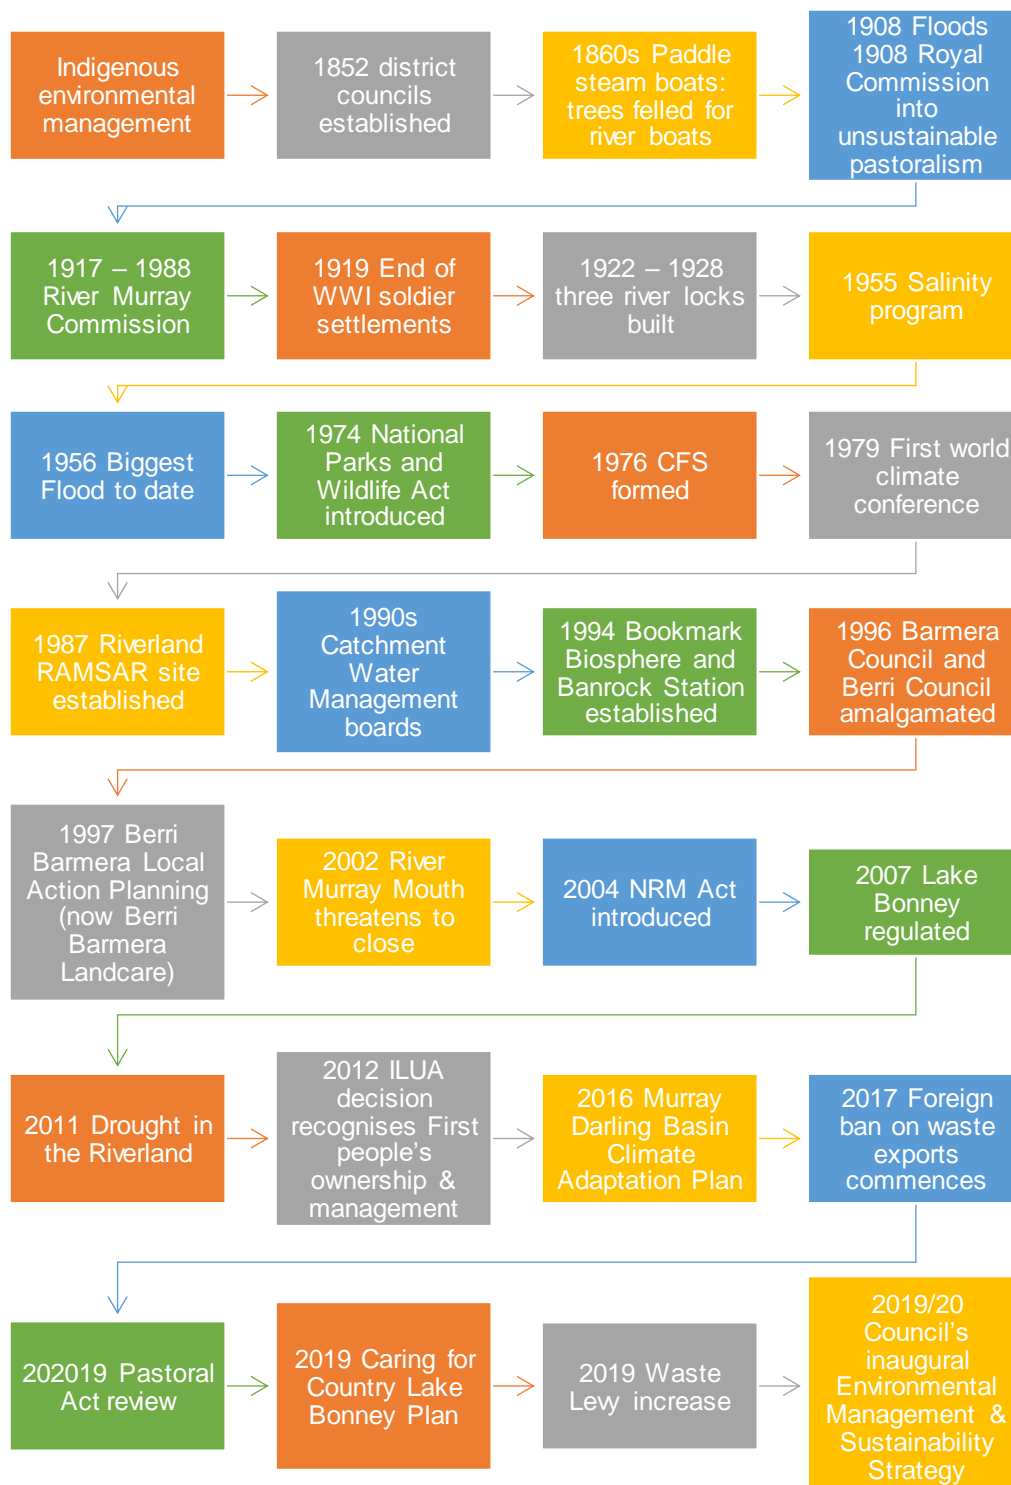 Indigenous
environmental
management
1852 district
councils
established
1860s Paddle
steam boats:
trees felled for
river boats
1908 Floods
1908 Royal
Commission
into
unsustainable
pastoralism
1917 – 1988
River Murray
Commission
1919 End of
WWI soldier
settlements
1922 – 1928
three river locks
built
1955 Salinity
program
1956 Biggest
Flood to date
1974 National
Parks and
Wildlife Act
introduced
1976 CFS
formed
1979 First world
climate
conference
1987 Riverland
RAMSAR site
established
1990s
Catchment
Water
Management
boards
1994 Bookmark
Biosphere and
Banrock Station
established
1996 Barmera
Council and
Berri Council
amalgamated
1997 Berri
Barmera Local
Action Planning
(now Berri
Barmera
Landcare)
2002 River
Murray Mouth
threatens to
close
2004 NRM Act
introduced
2007 Lake
Bonney
regulated
2011 Drought in
the Riverland
2012 ILUA
decision
recognises First
people’s
ownership &
management
2016 Murray
Darling Basin
Climate
Adaptation Plan
2017 Foreign
ban on waste
exports
commences
202019 Pastoral
Act review
2019 Caring for
Country Lake
Bonney Plan
2019 Waste
Levy increase
2019/20
Council’s
inaugural
Environmental
Management &
Sustainability
Strategy